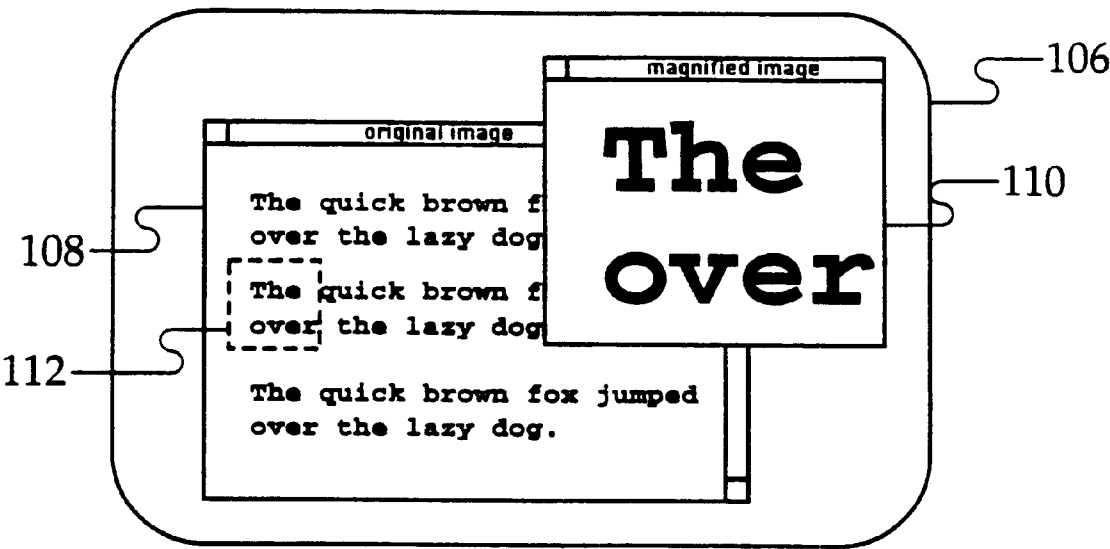 magnified image
106
The
over
110
original image
The quick brown f
over the lazy dog
108
The quick brown f
over the lazy dog
112
The quick brown fox jumped
over the lazy dog.